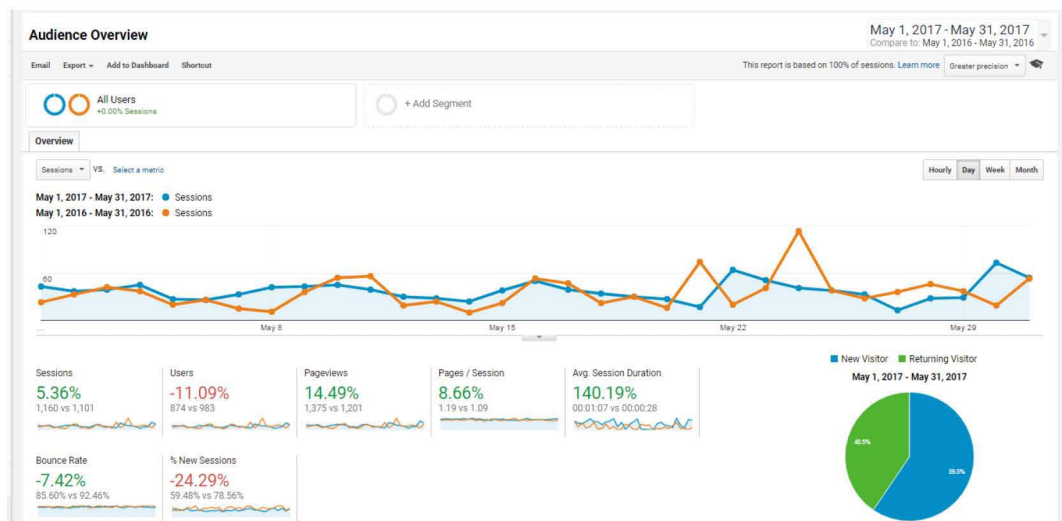 Audience Overview
May 1, 2017 - May 31, 2017
Compare to: May 1, 2016 - May 31, 2016
Email Export Add to Dashboard Shortcut
This report is based on 100% of sessions. Learn more Greater precision
All Users
+0.00% Sessions
+ Add Segment
Overview
Sessions VS. Select a metric
Hourly Day Week Month
May 1, 2017 - May 31, 2017: Sessions
May 1, 2016 - May 31, 2016: Sessions
120
60
... May 8 May 15 May 22 May 29
New Visitor Returning Visitor
May 1, 2017 - May 31, 2017
Sessions
5.36%
1,160 vs 1,101
Users
-11.09%
874 vs 983
Pageviews
14.49%
1,375 vs 1,201
Pages / Session
8.66%
1.19 vs 1.09
Avg. Session Duration
140.19%
00:01:07 vs 00:00:28
40.5%
59.5%
Bounce Rate
-7.42%
85.60% vs 92.46%
% New Sessions
-24.29%
59.48% vs 78.56%